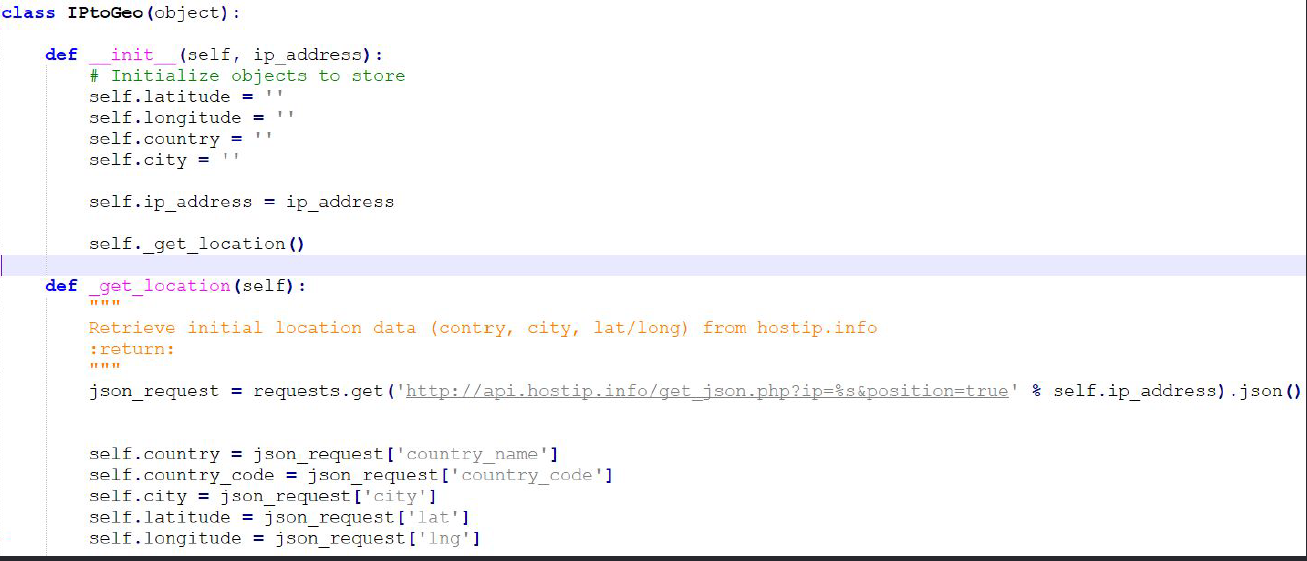 class IPtoGeo(object):
def __init__(self, ip_address):
# Initialize objects to store
self.latitude = ''
self.longitude = ''
self.country = ''
self.city = ''
self.ip_address = ip_address
self._get_location()
def _get_location(self):
"""
Retrieve initial location data (contry, city, lat/long) from hostip.info
:return:
"""
json_request = requests.get('http://api.hostip.info/get_json.php?ip=%s&position=true' % self.ip_address).json()
self.country = json_request['country_name']
self.country_code = json_request['country_code']
self.city = json_request['city']
self.latitude = json_request['lat']
self.longitude = json_request['lng']